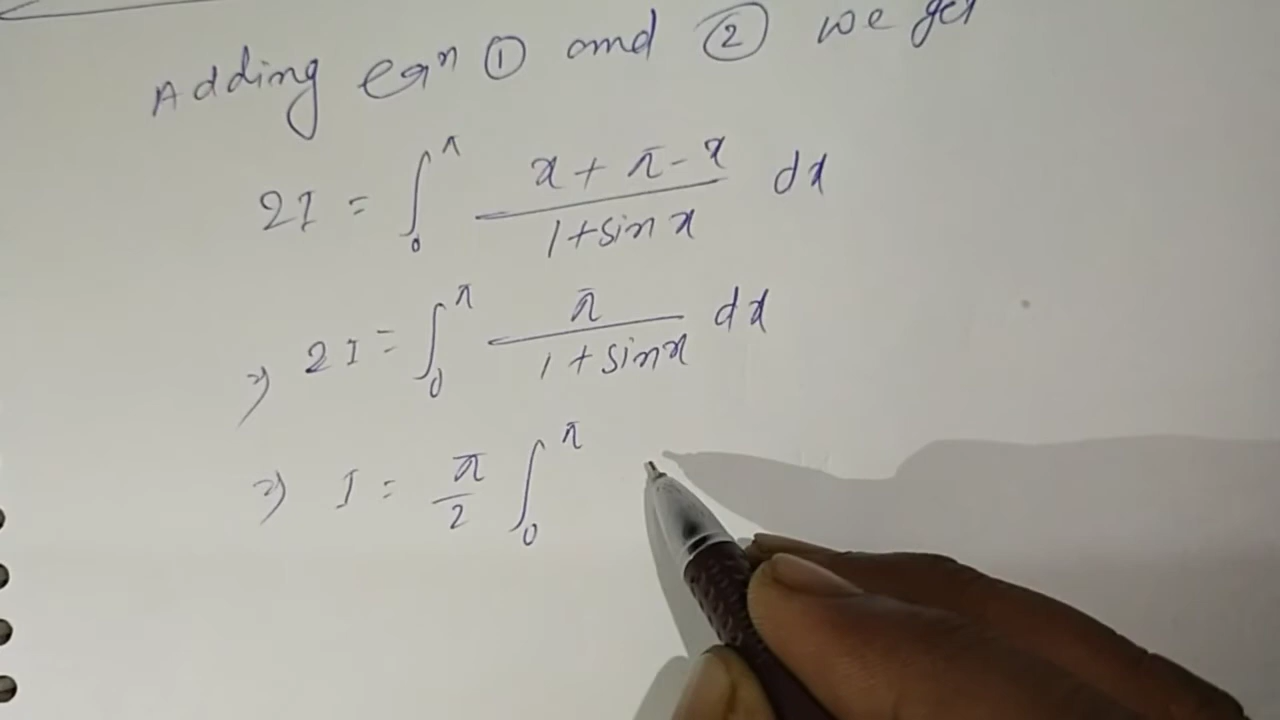 Adding eqn ① and ② we get
2I = ∫₀^π (x + π - x)/(1 + sin x) dx
⇒ 2I = ∫₀^π π/(1 + sin x) dx
⇒ I = π/2 ∫₀^π